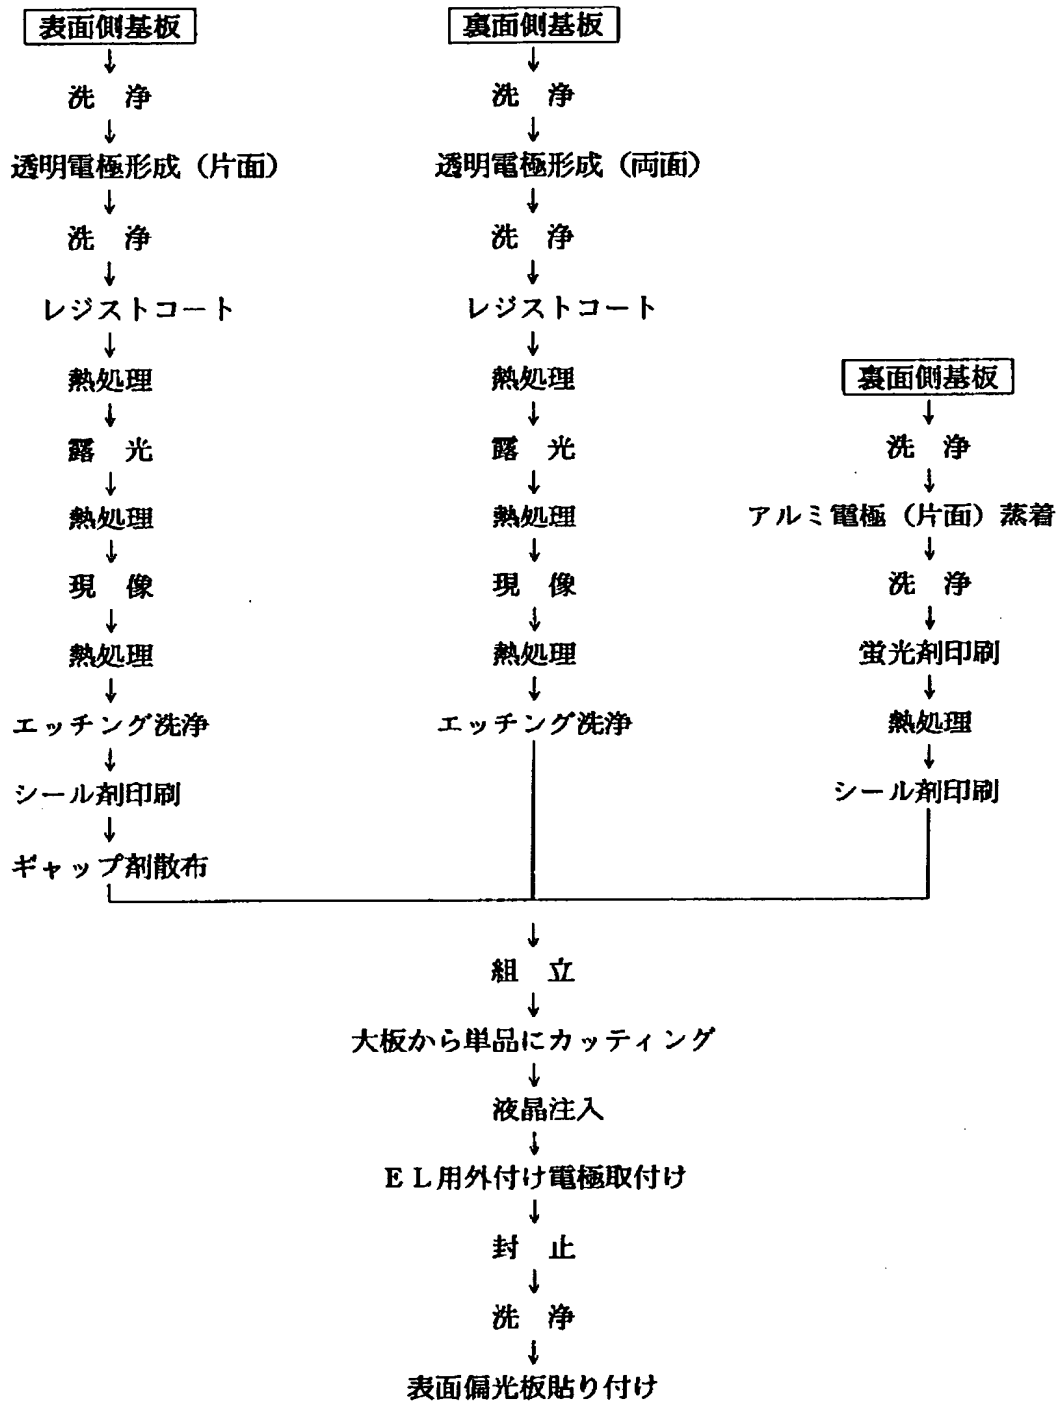 表面側基板
↓
洗　浄
↓
透明電極形成（片面）
↓
洗　浄
↓
レジストコート
↓
熱処理
↓
露　光
↓
熱処理
↓
現　像
↓
熱処理
↓
エッチング洗浄
↓
シール剤印刷
↓
ギャップ剤散布
裏面側基板
↓
洗　浄
↓
透明電極形成（両面）
↓
洗　浄
↓
レジストコート
↓
熱処理
↓
露　光
↓
熱処理
↓
現　像
↓
熱処理
↓
エッチング洗浄
裏面側基板
↓
洗　浄
↓
アルミ電極（片面）蒸着
↓
洗　浄
↓
蛍光剤印刷
↓
熱処理
↓
シール剤印刷
↓
組　立
↓
大板から単品にカッティング
↓
液晶注入
↓
ＥＬ用外付け電極取付け
↓
封　止
↓
洗　浄
↓
表面偏光板貼り付け